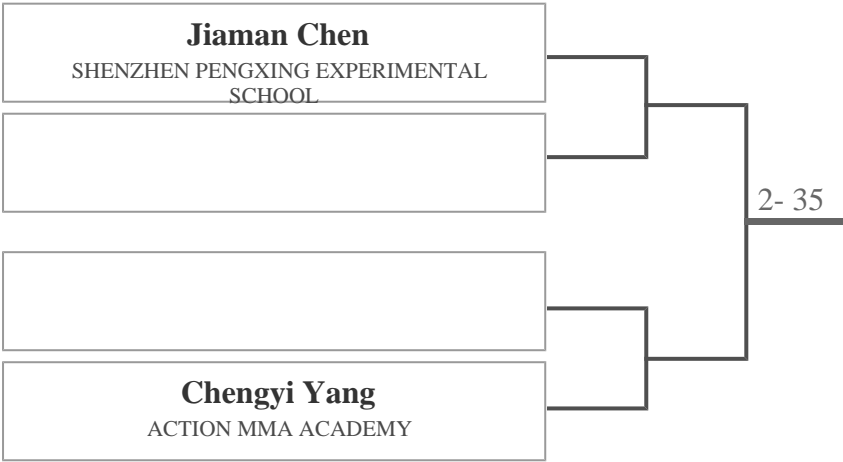 Jiaman Chen
SHENZHEN PENGXING EXPERIMENTAL
SCHOOL
2- 35
Chengyi Yang
ACTION MMA ACADEMY